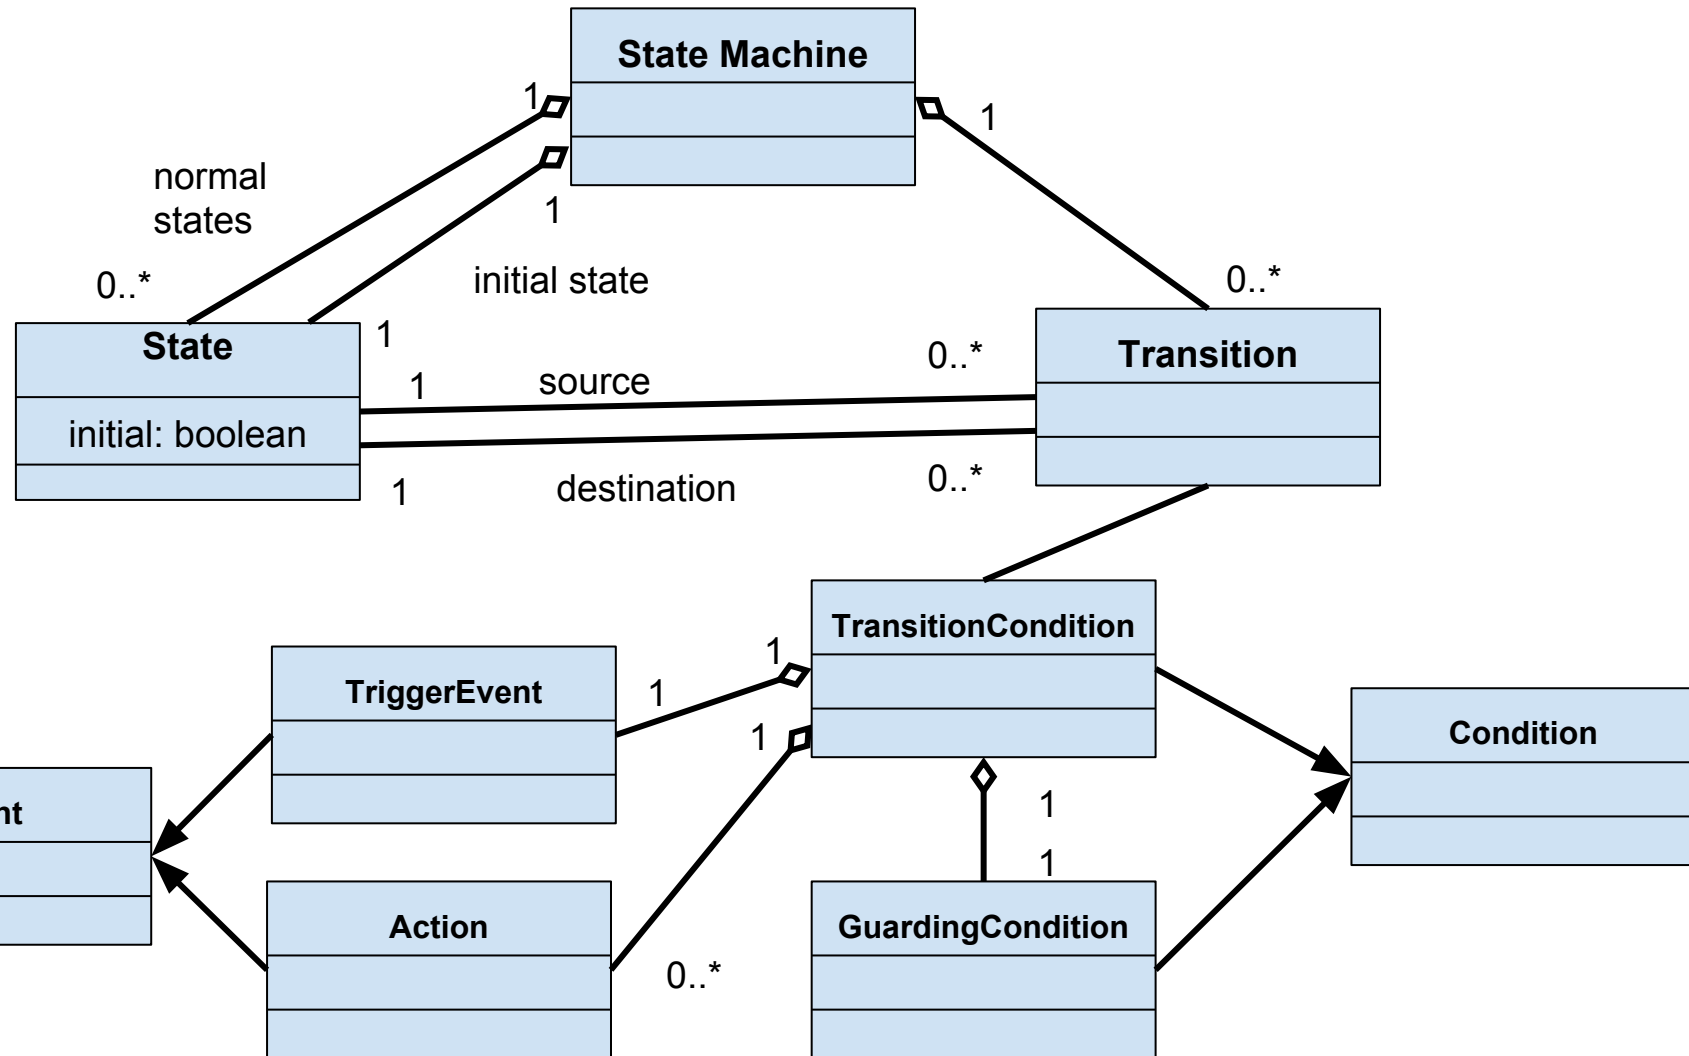 State Machine
1
1
normal
states
1
initial state
0..*
0..*
State
1
0..*
Transition
1
source
initial: boolean
1
destination
0..*
TransitionCondition
1
TriggerEvent
1
1
Condition
nt
1
1
Action
GuardingCondition
0..*